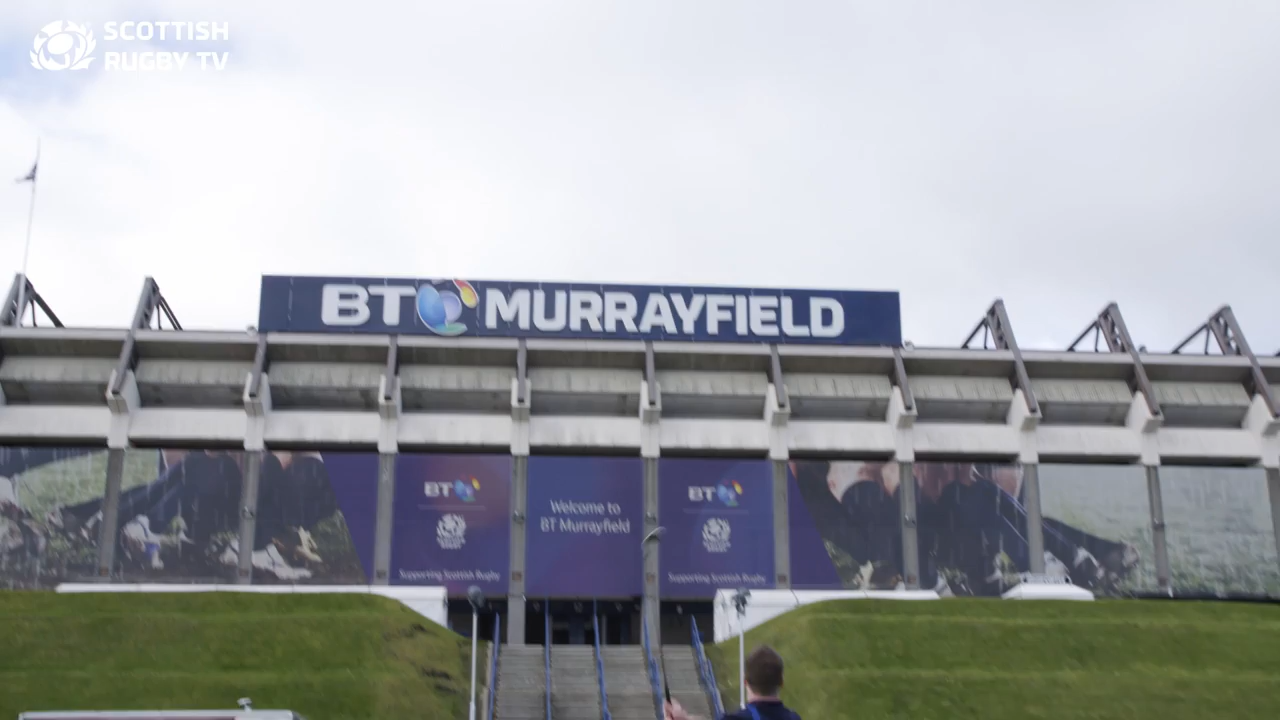 SCOTTISH
RUGBY TV
BT MURRAYFIELD
BT
Welcome to
BT Murrayfield
BT
Supporting Scottish Rugby
Supporting Scottish Rugby